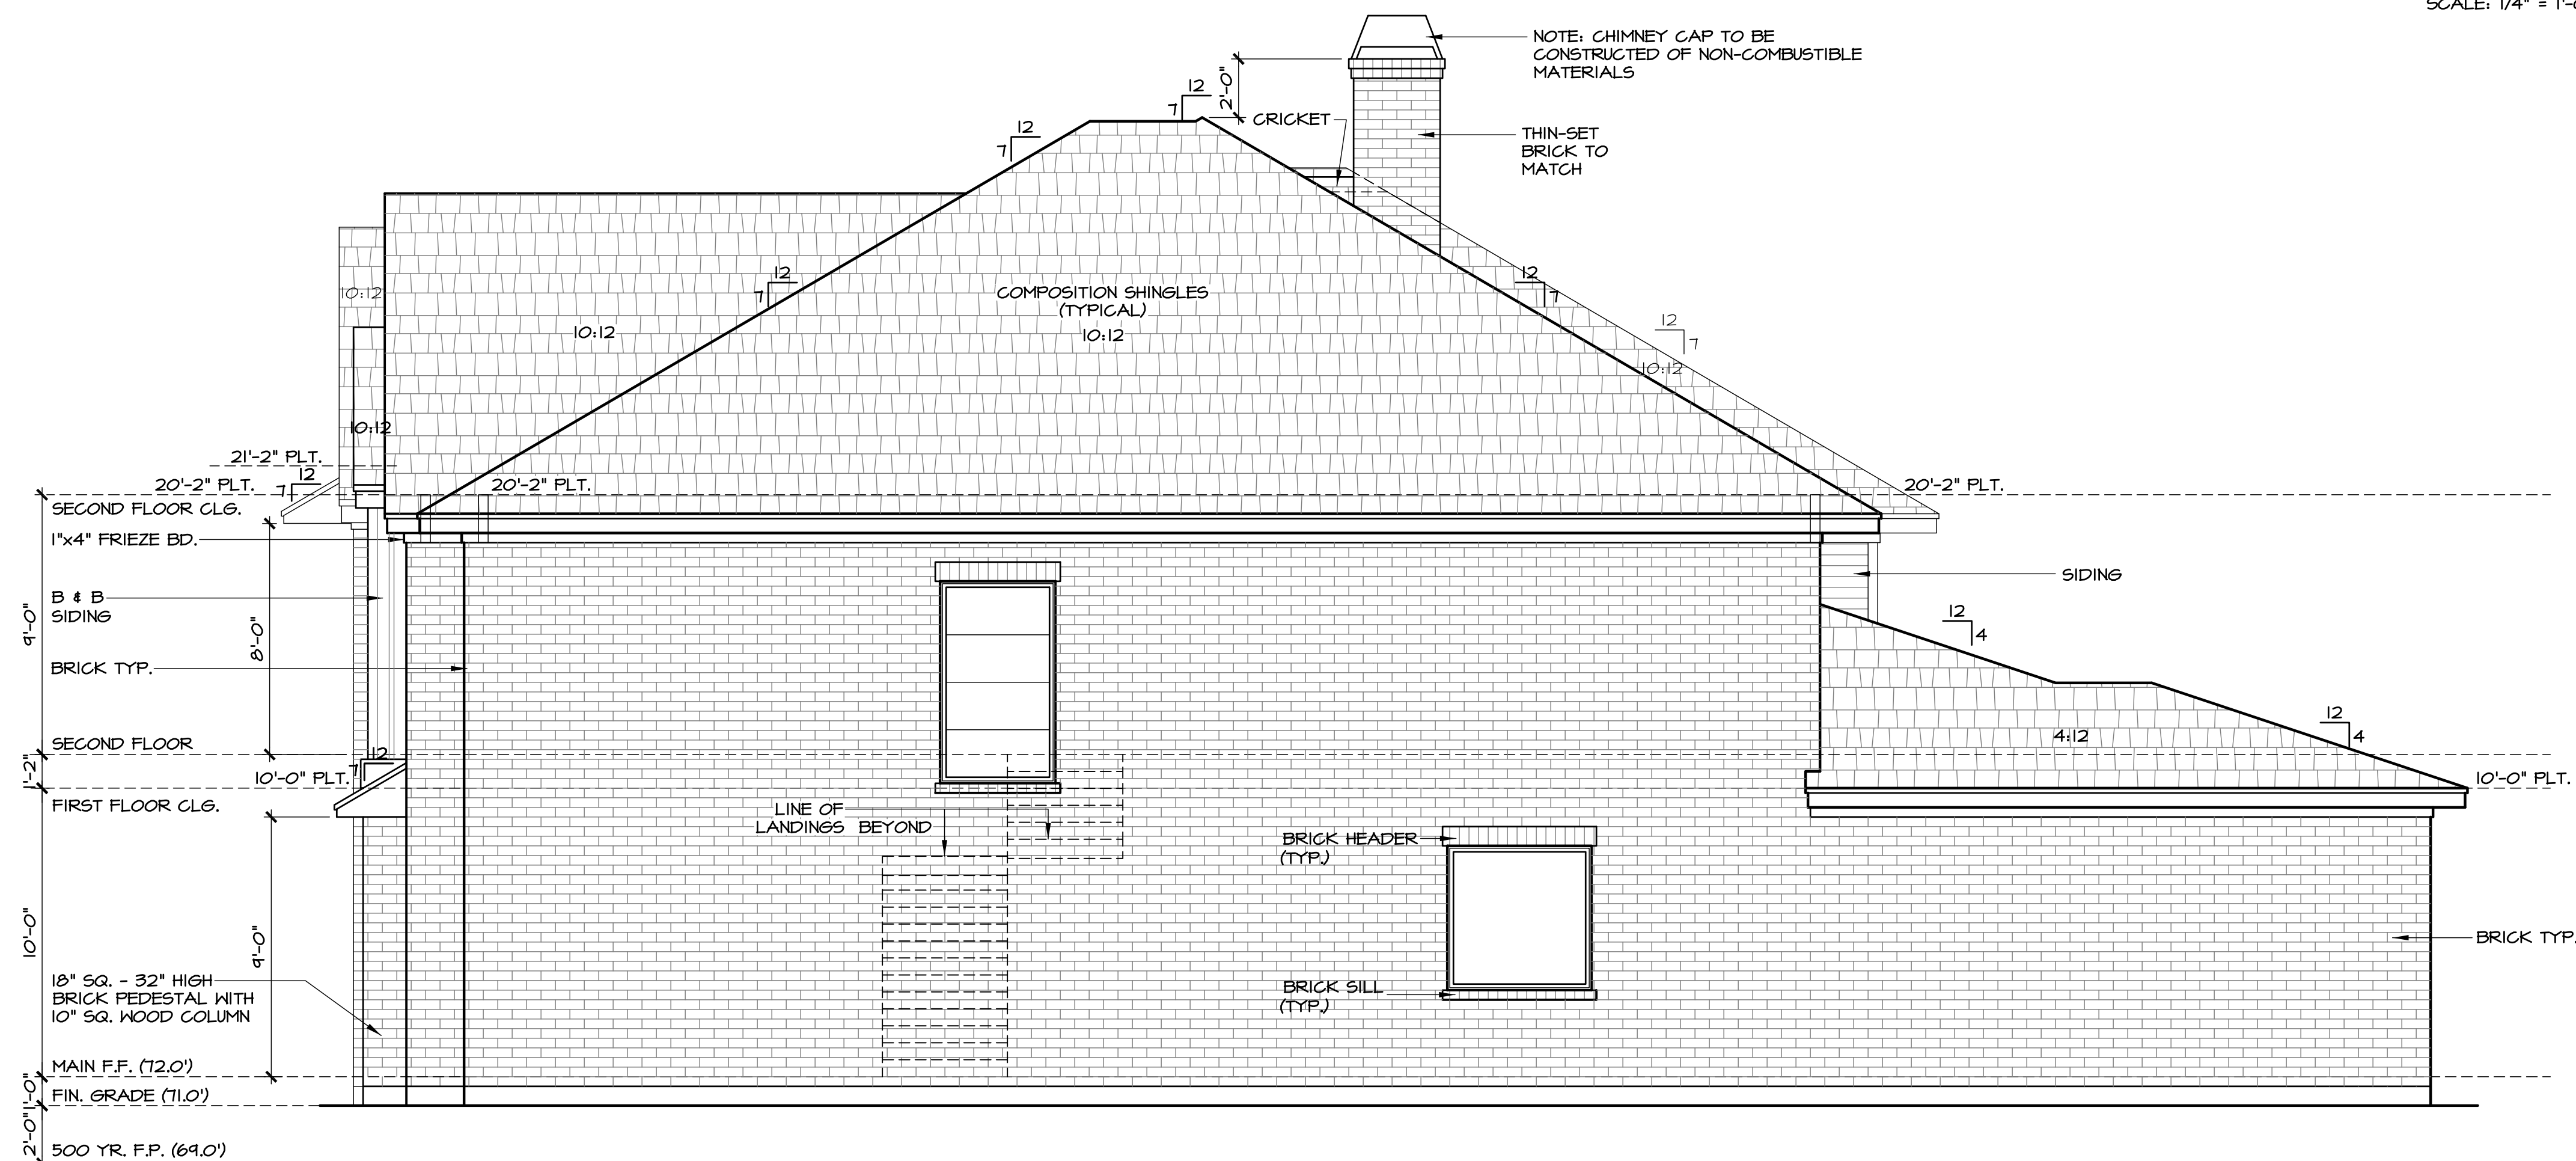 SCALE: 1/4" = 1'-
NOTE: CHIMNEY CAP TO BE
CONSTRUCTED OF NON-COMBUSTIBLE
MATERIALS
2'-0"
12
7
CRICKET
THIN-SET
BRICK TO
MATCH
12
7
12
7
12
7
COMPOSITION SHINGLES
(TYPICAL)
10:12
10:12
10:12
12
7
10:12
10:12
21'-2" PLT.
20'-2" PLT.
12
7
20'-2" PLT.
20'-2" PLT.
SECOND FLOOR CLG.
1"x4" FRIEZE BD.
B & B
SIDING
9'-0"
8'-0"
BRICK TYP.
SIDING
12
4
12
4
4:12
SECOND FLOOR
1'-2"
10'-0" PLT.
12
7
10'-0" PLT.
FIRST FLOOR CLG.
LINE OF
LANDINGS BEYOND
BRICK HEADER
(TYP.)
10'-0"
9'-0"
BRICK TYP.
18" SQ. - 32" HIGH
BRICK PEDESTAL WITH
10" SQ. WOOD COLUMN
BRICK SILL
(TYP.)
MAIN F.F. (72.0')
1'-0"
FIN. GRADE (71.0')
2'-0"
500 YR. F.P. (69.0')